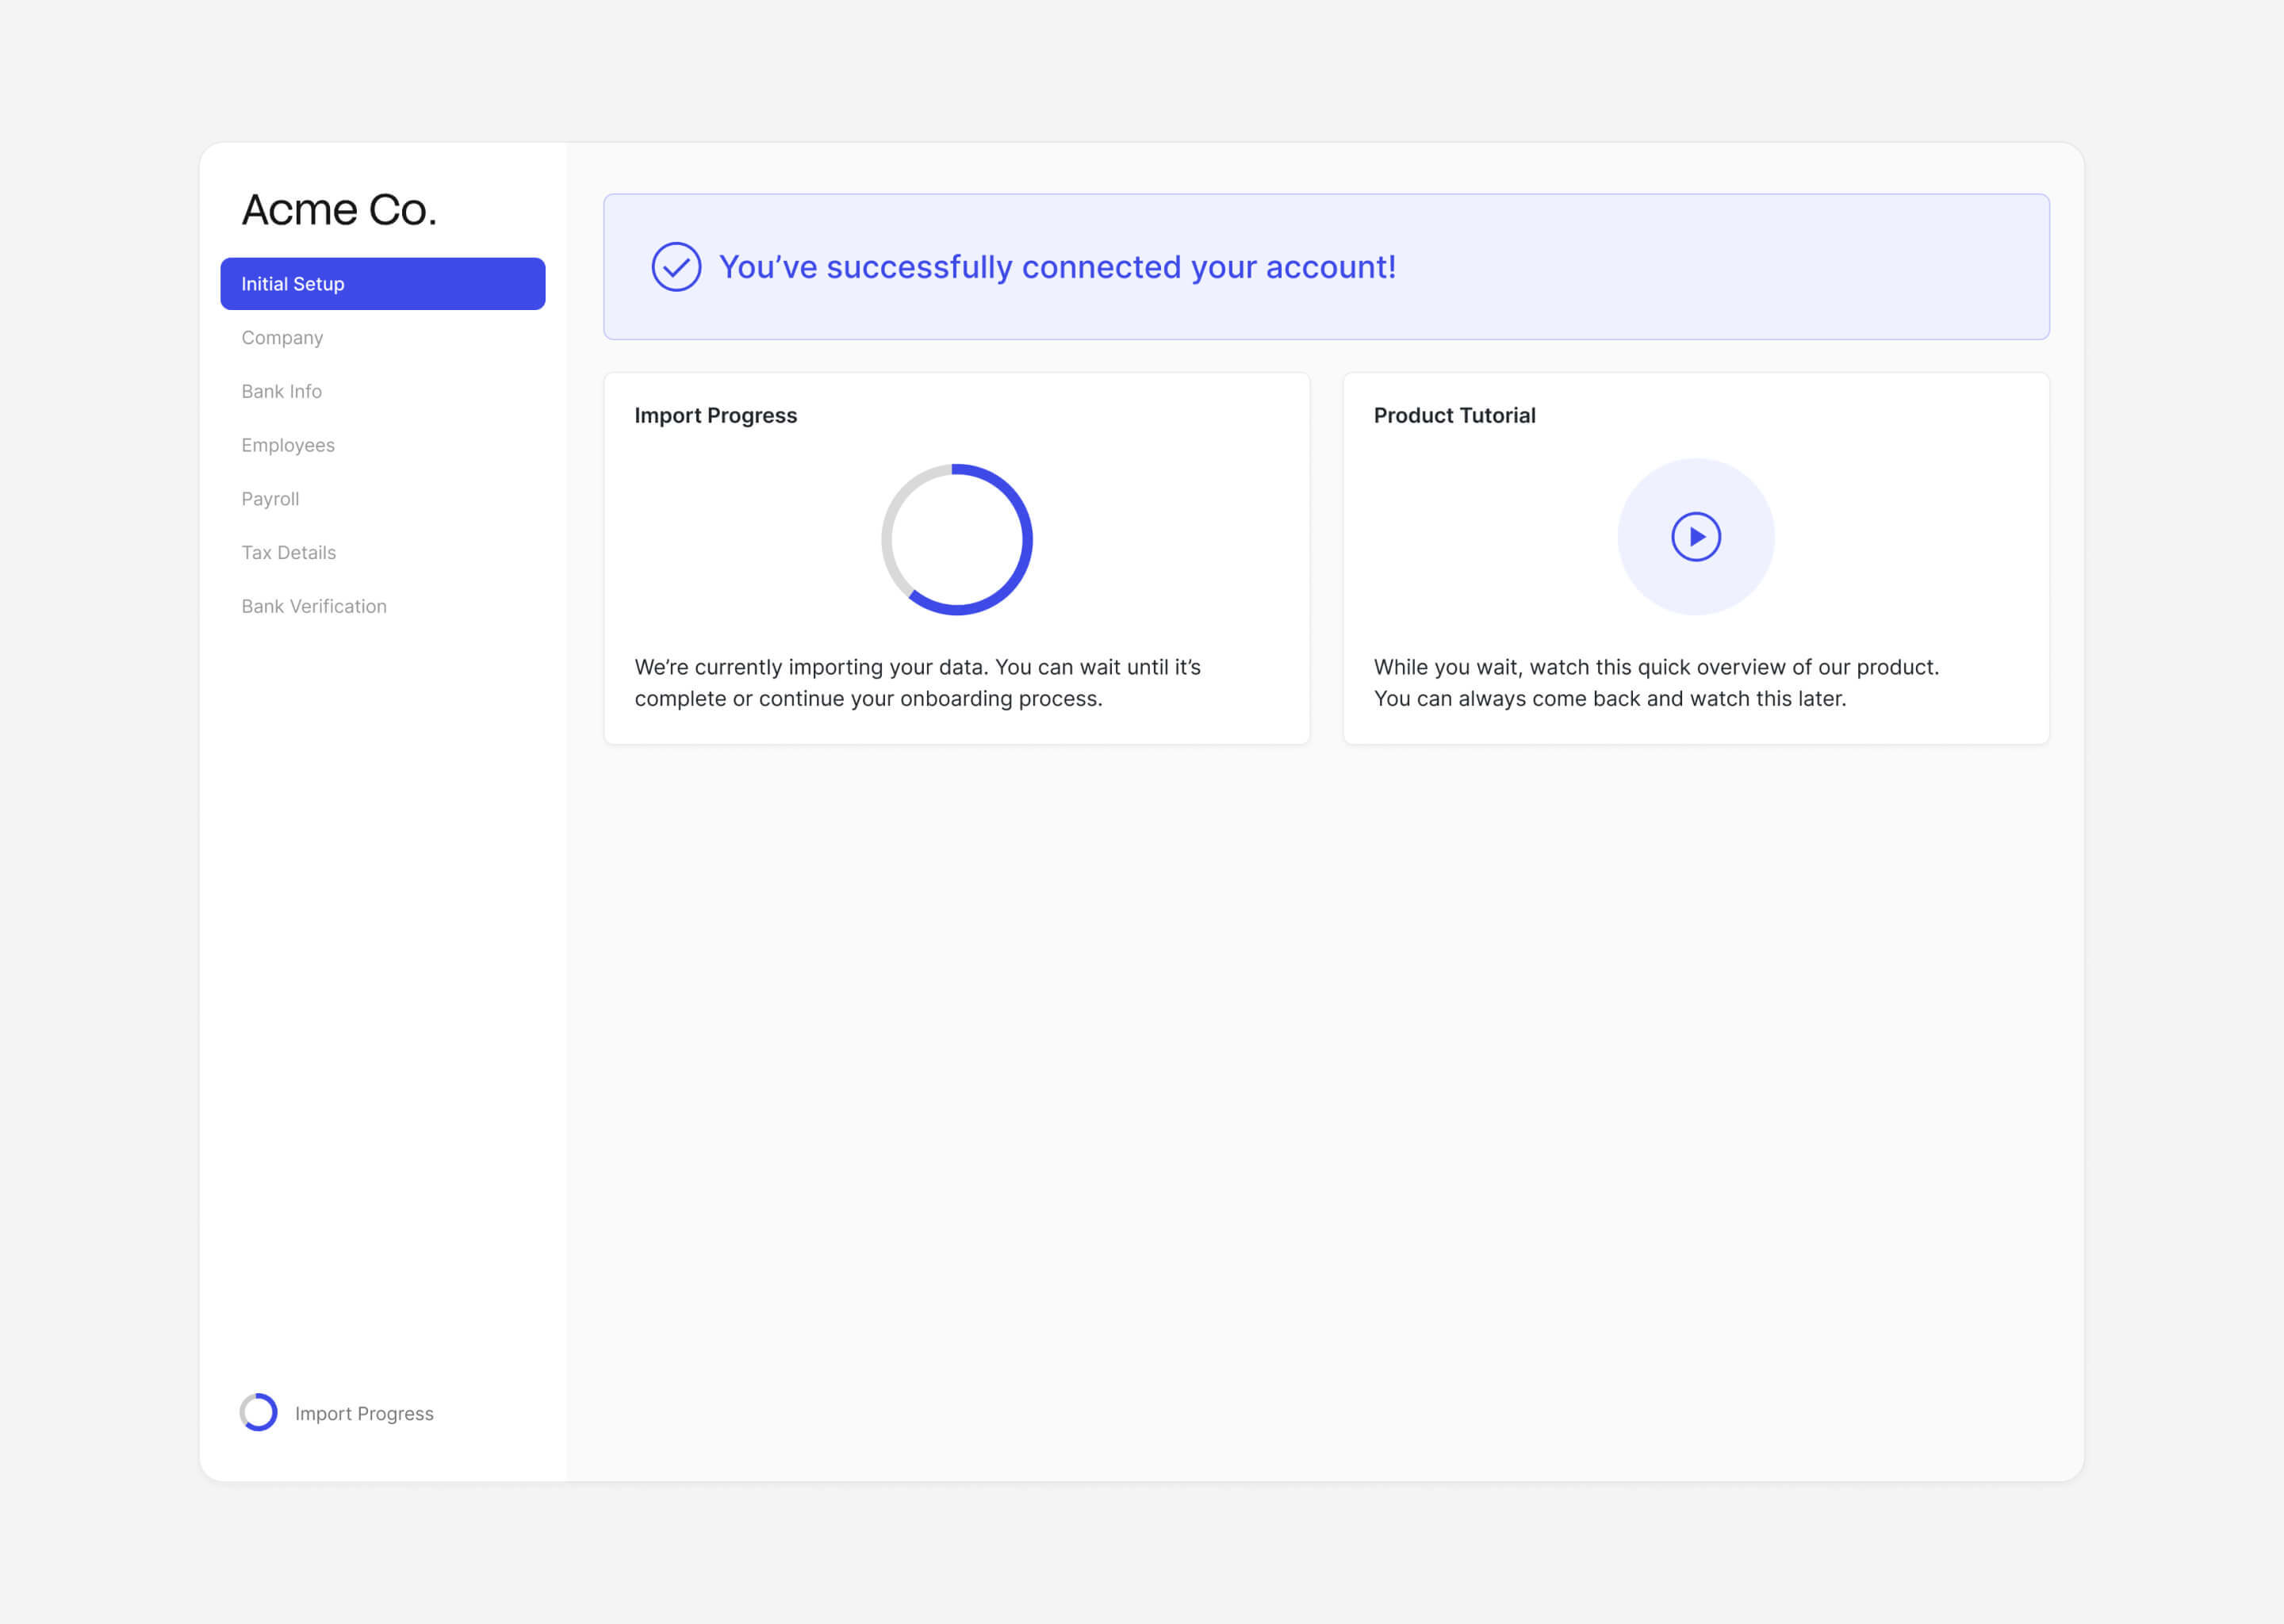 Acme Co.
Initial Setup
Company
Bank Info
Employees
Payroll
Tax Details
Bank Verification
Import Progress
You’ve successfully connected your account!
Import Progress
We’re currently importing your data. You can wait until it’s
complete or continue your onboarding process.
Product Tutorial
While you wait, watch this quick overview of our product.
You can always come back and watch this later.